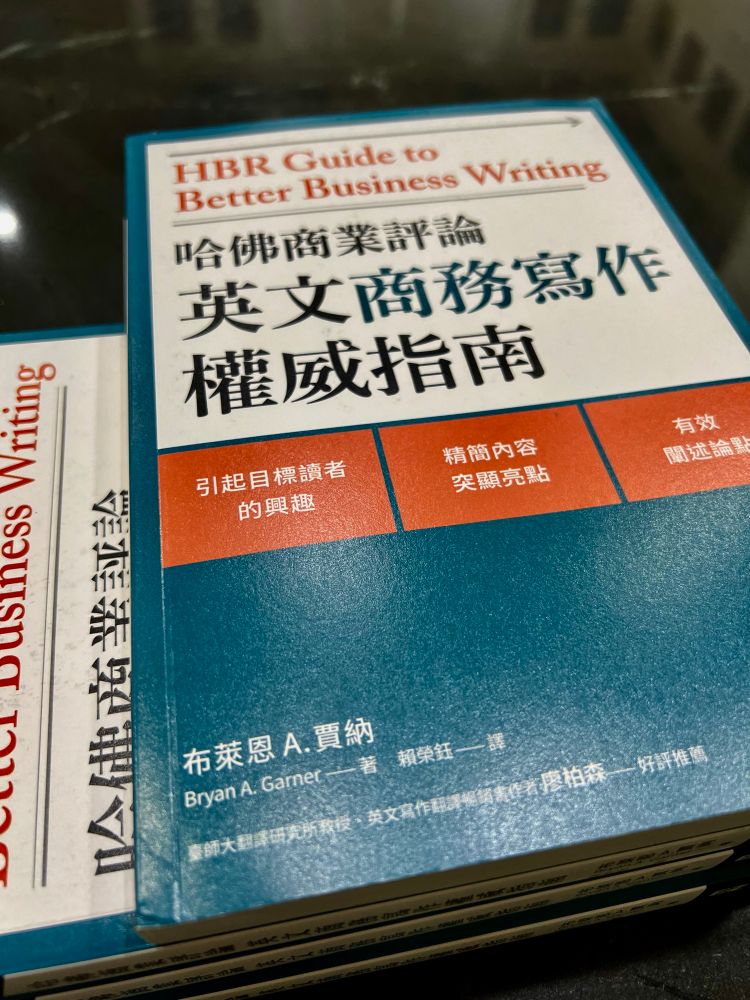 HBR Guide to
Better Business Writing
哈佛商業評論
英文商務寫作
權威指南
引起目標讀者
的興趣
精簡內容
突顯亮點
有效
闡述論點
布萊恩 A.賈納
Bryan A. Garner——著 賴榮鈺——譯
臺師大翻譯研究所教授、英文寫作翻譯暢銷書作者 廖柏森——好評推薦
Business Writing
哈佛商業評論